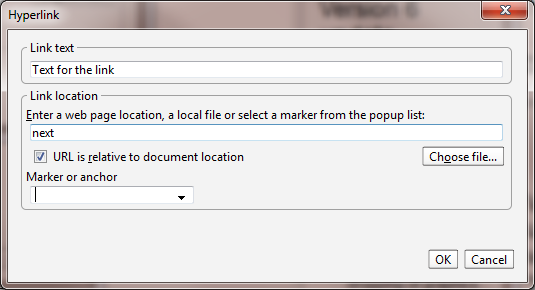 Version 6
Hyperlink
Link text
Text for the link
Link location
Enter a web page location, a local file or select a marker from the popup list:
next
URL is relative to document location
Choose file...
Marker or anchor
OK
Cancel